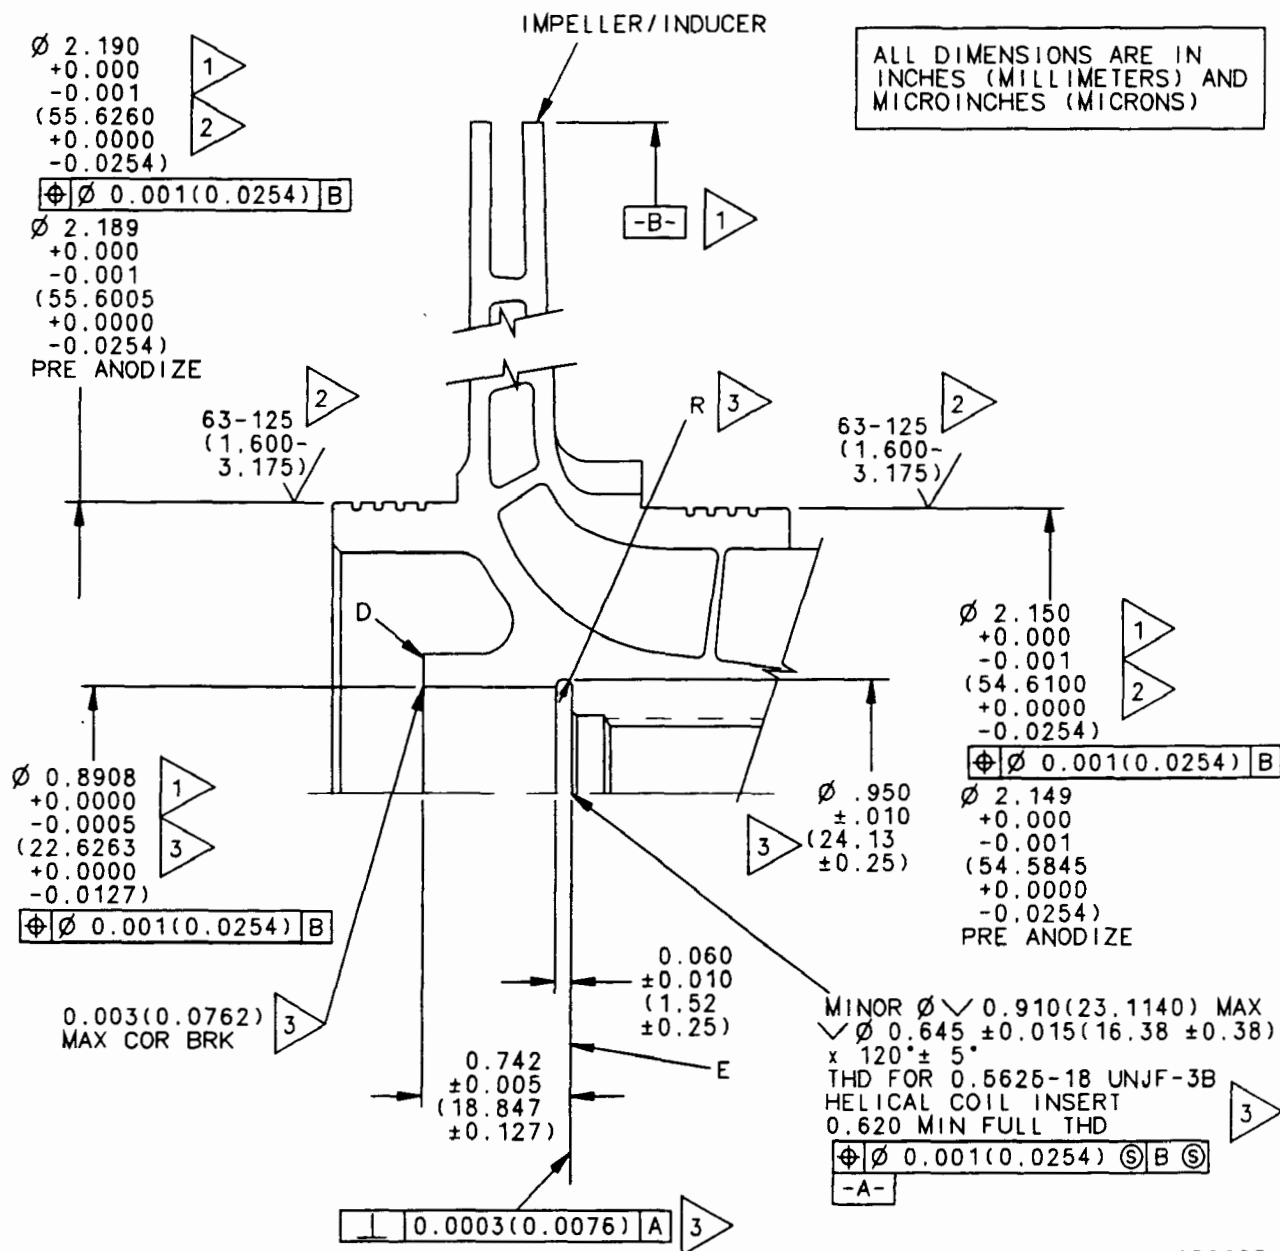 IMPELLER/INDUCER
ALL DIMENSIONS ARE IN
INCHES (MILLIMETERS) AND
MICROINCHES (MICRONS)
Ø 2.190
+0.000
-0.001
(55.6260
+0.0000
-0.0254)
1
2
⌖ Ø 0.001(0.0254) B
Ø 2.189
+0.000
-0.001
(55.6005
+0.0000
-0.0254)
PRE ANODIZE
-B-
1
63-125
(1.600-
3.175)
2
R
3
63-125
(1.600-
3.175)
2
D
Ø 0.8908
+0.0000
-0.0005
(22.6263
+0.0000
-0.0127)
1
3
⌖ Ø 0.001(0.0254) B
Ø 2.150
+0.000
-0.001
(54.6100
+0.0000
-0.0254)
1
2
⌖ Ø 0.001(0.0254) B
Ø 2.149
+0.000
-0.001
(54.5845
+0.0000
-0.0254)
PRE ANODIZE
Ø .950
±.010
(24.13
±0.25)
3
0.003(0.0762)
MAX COR BRK
3
0.060
±0.010
(1.52
±0.25)
0.742
±0.005
(18.847
±0.127)
E
MINOR Ø ⌵ 0.910(23.1140) MAX
⌵ Ø 0.645 ±0.015(16.38 ±0.38)
x 120°± 5°
THD FOR 0.5625-18 UNJF-3B
HELICAL COIL INSERT
0.620 MIN FULL THD
3
⌖ Ø 0.001(0.0254) Ⓢ B Ⓢ
-A-
⊥ 0.0003(0.0076) A
3